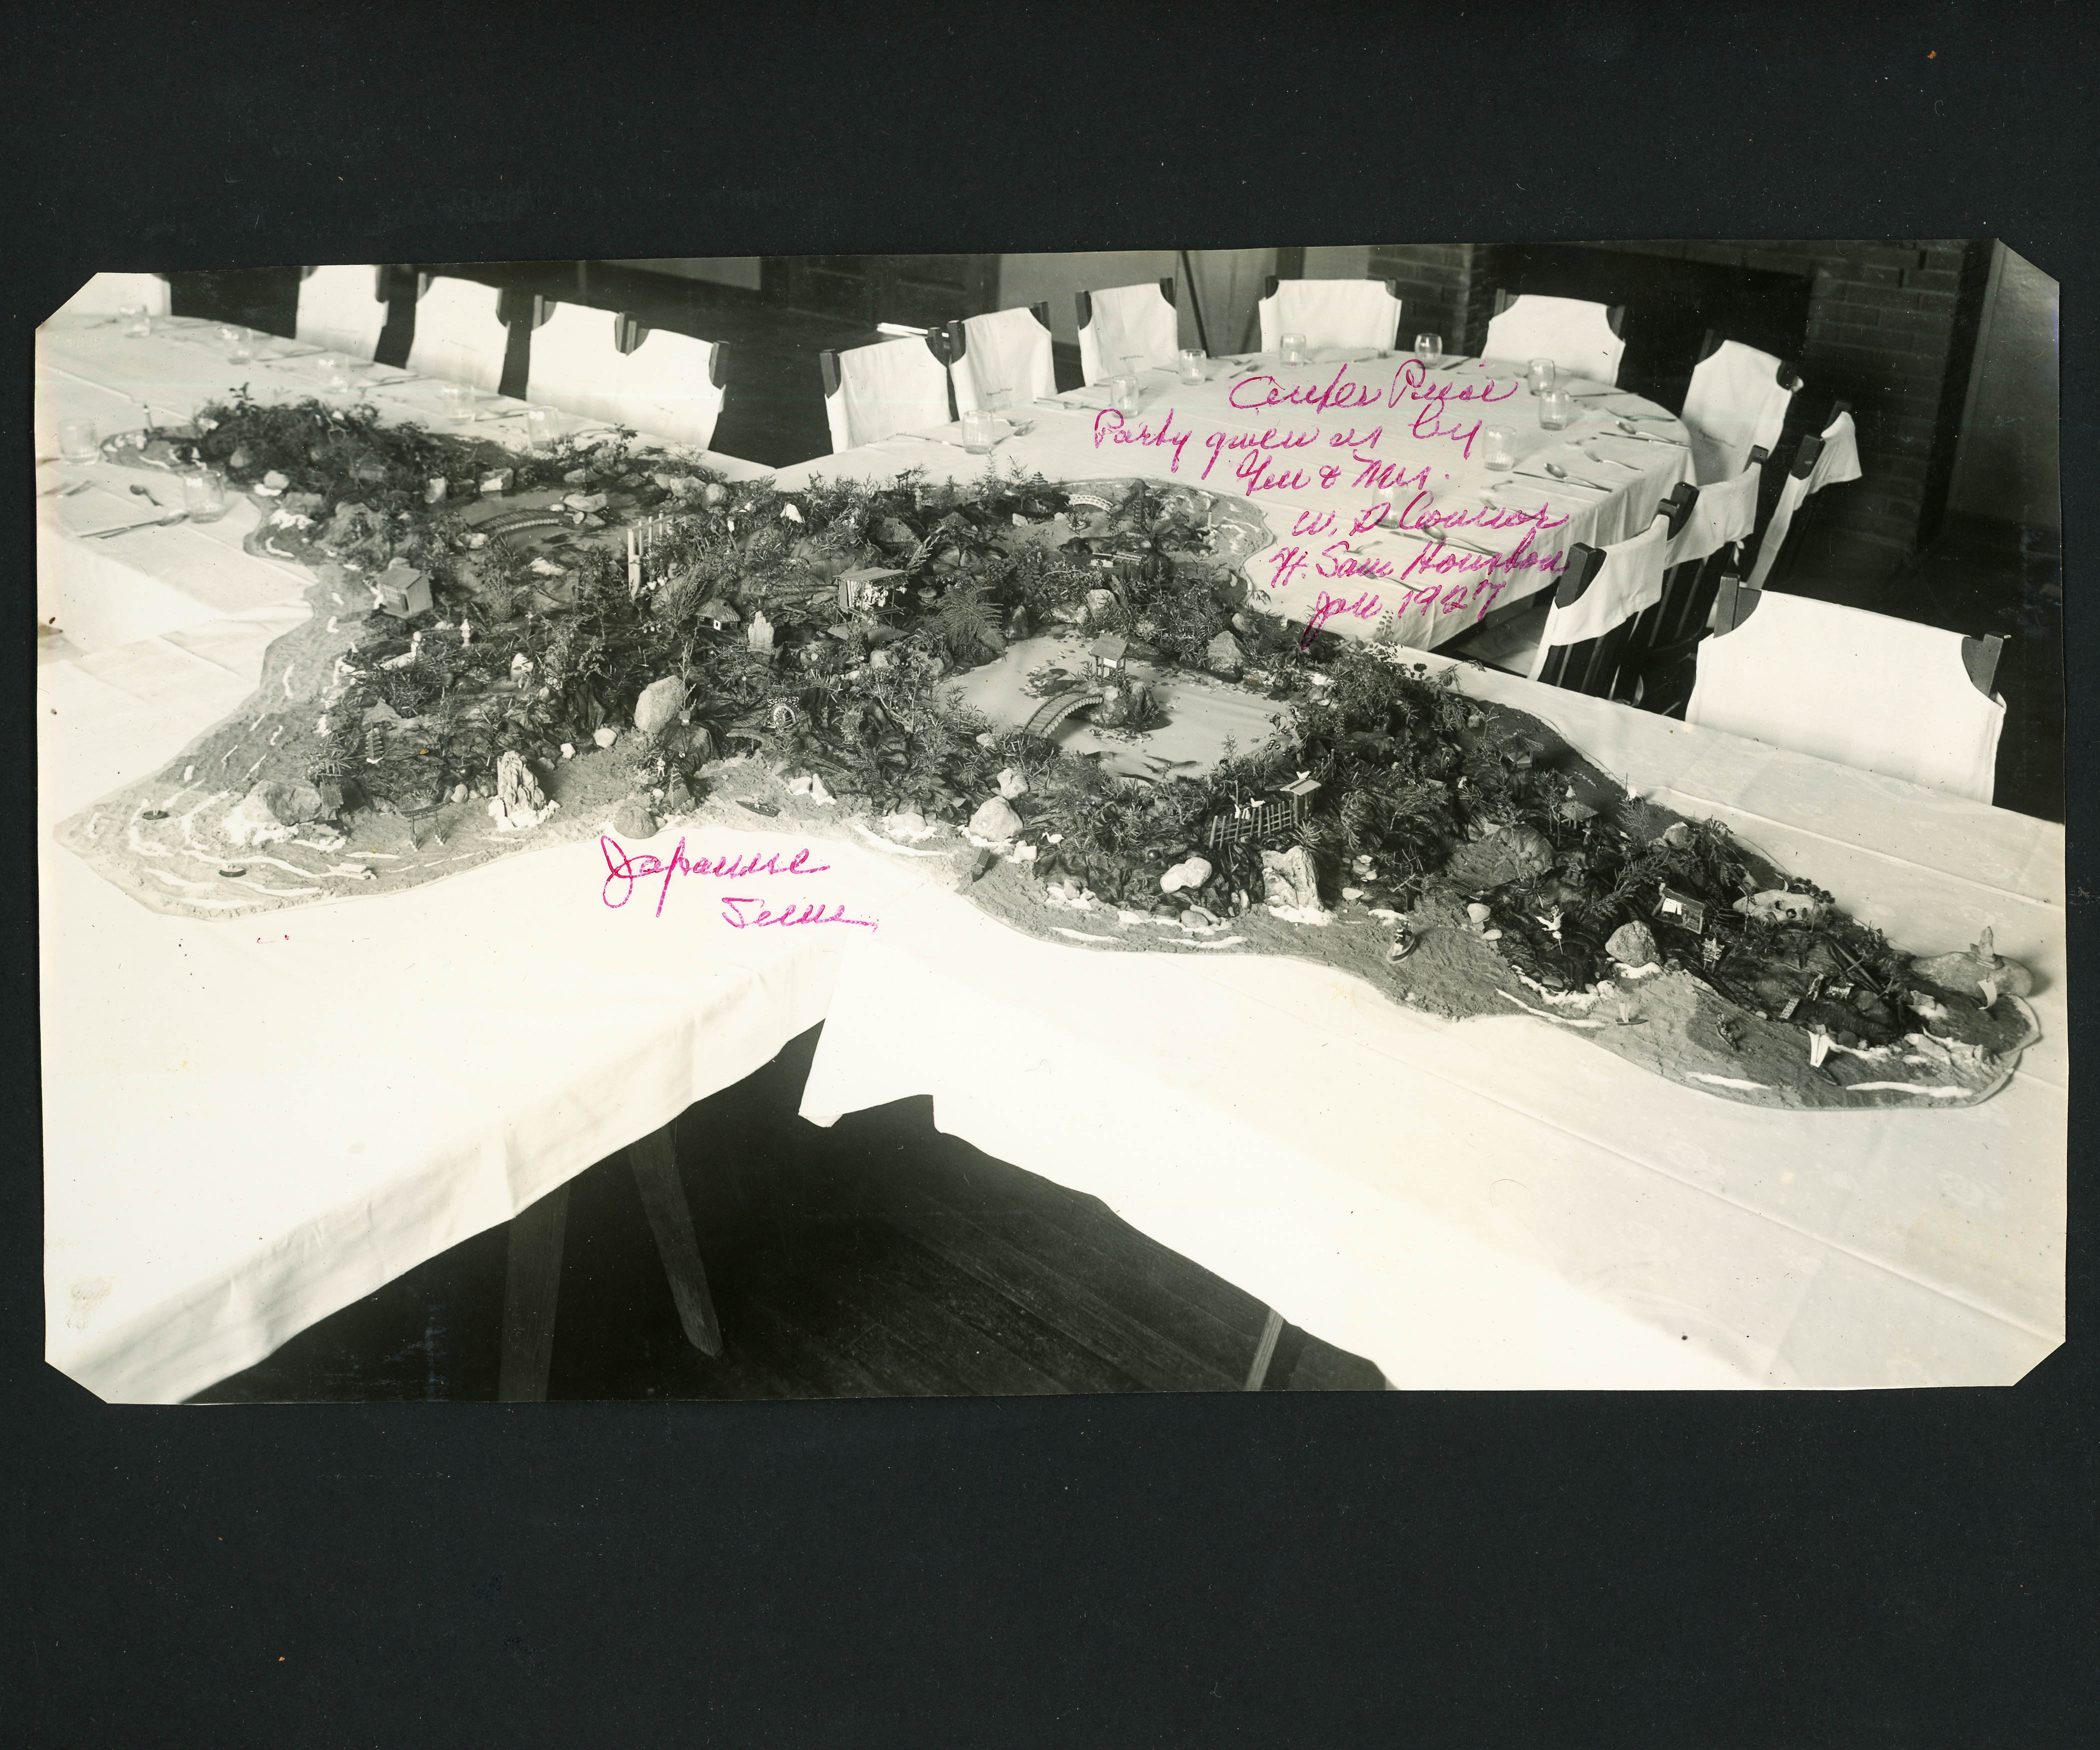 Center Piece
Party given us by
Gen & Mrs.
W. D Connor
Ft. Sam Houston
Jan. 1927
Japanese
Scene